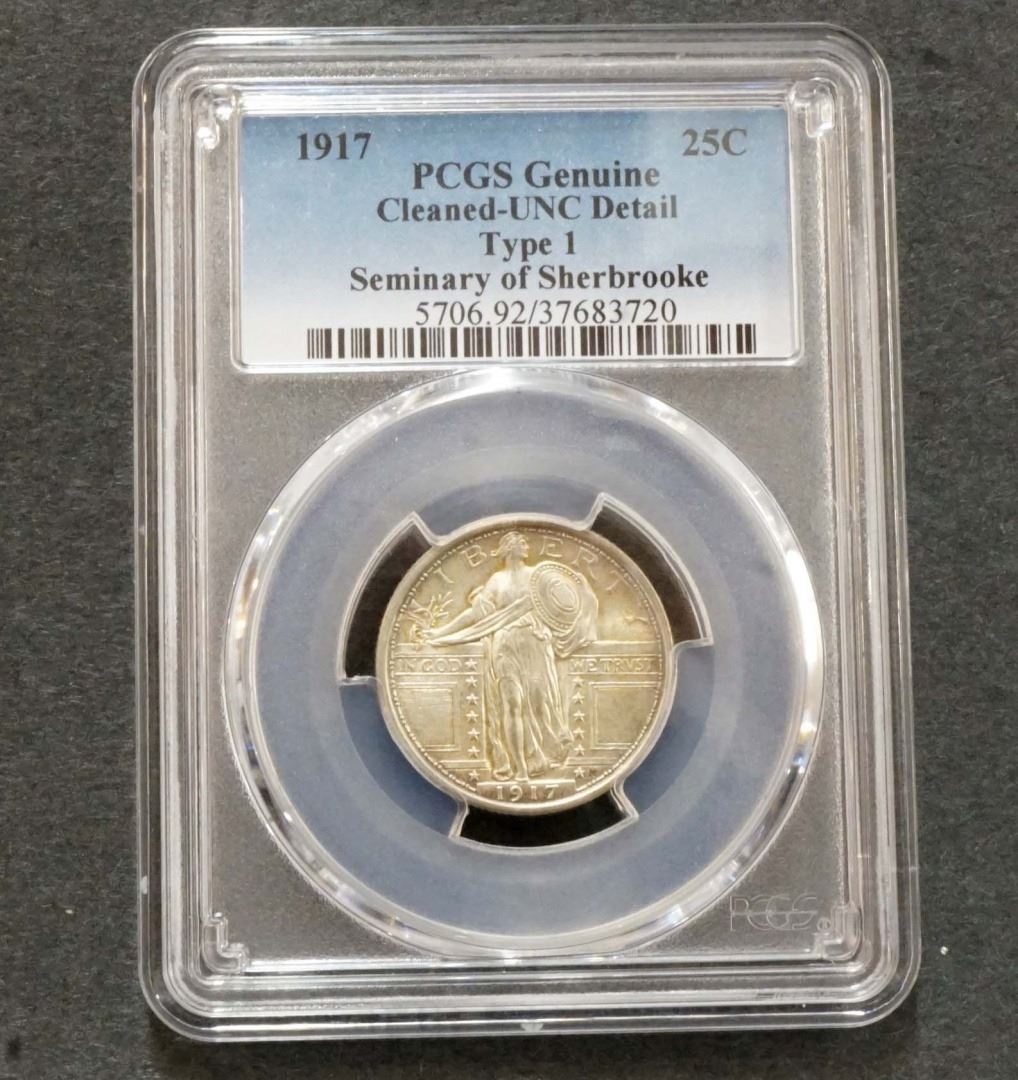 1917 25C
PCGS Genuine
Cleaned-UNC Detail
Type 1
Seminary of Sherbrooke
5706.92/37683720
LIBERTY
IN GOD WE TRVST
1917
PCGS